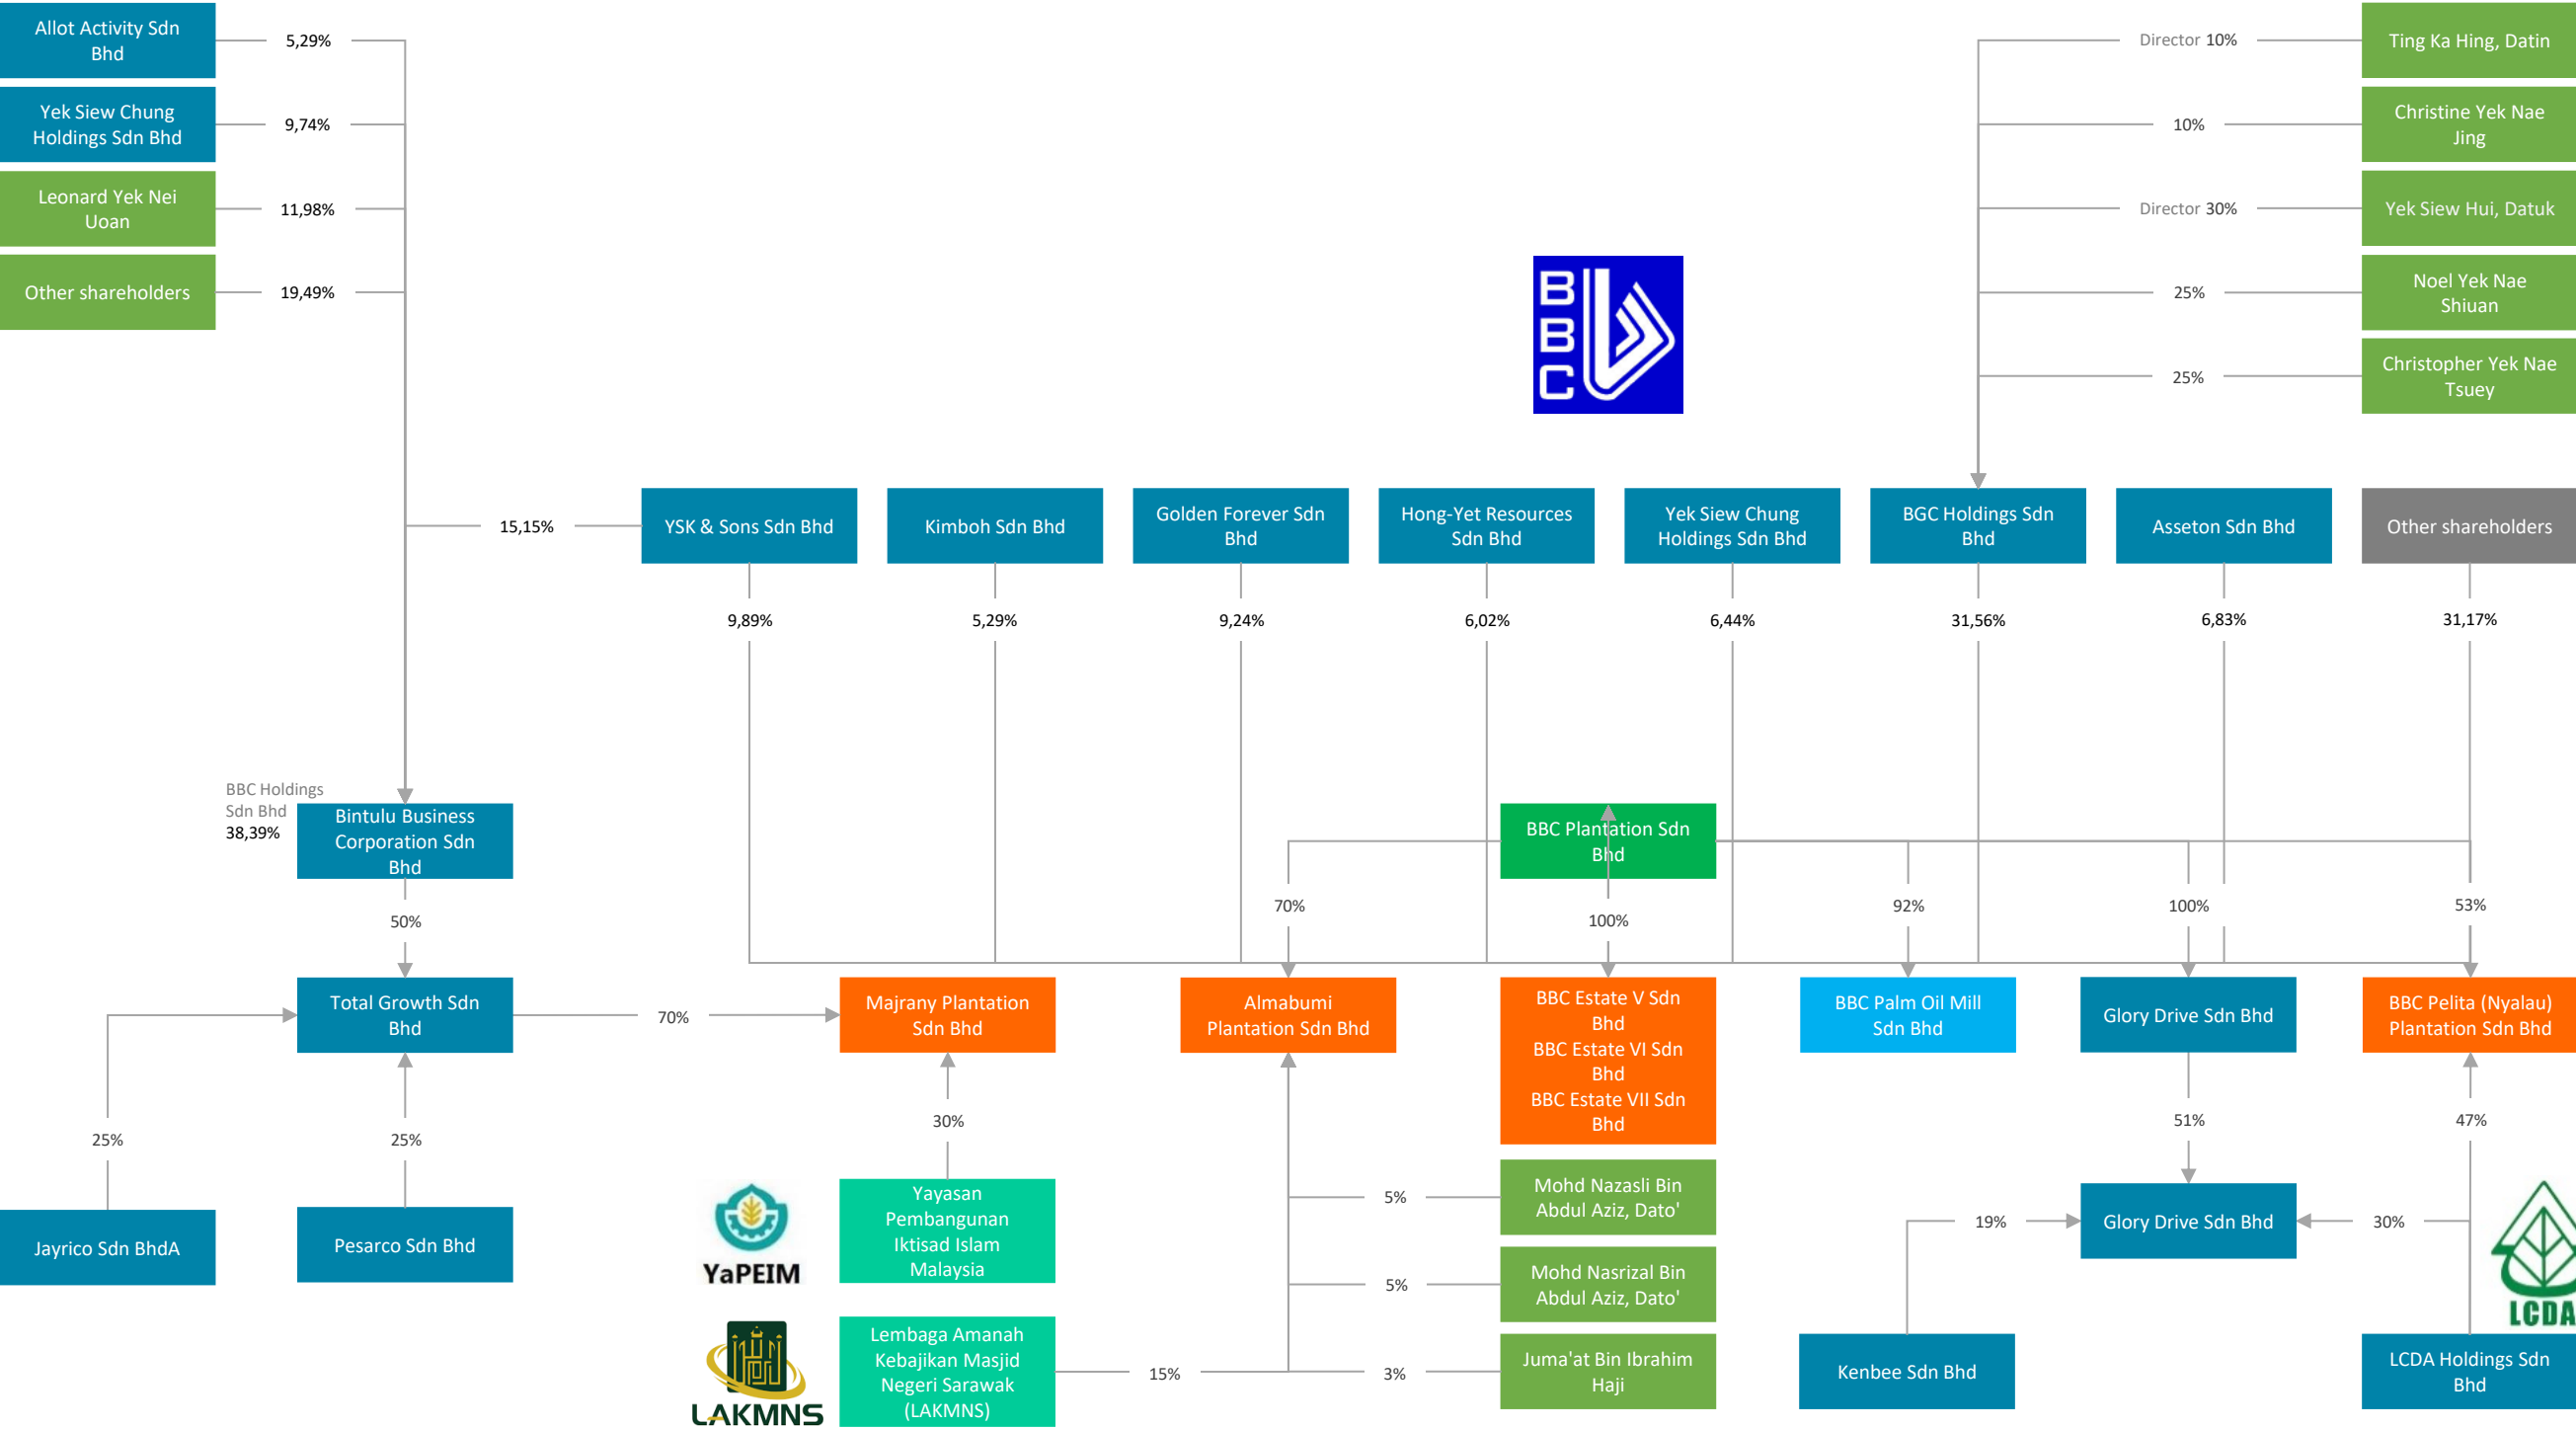 Allot Activity Sdn
Bhd
5,29%
Director 10%
Ting Ka Hing, Datin
Yek Siew Chung
Holdings Sdn Bhd
9,74%
10%
Christine Yek Nae
Jing
Leonard Yek Nei
Uoan
11,98%
Director 30%
Yek Siew Hui, Datuk
Other shareholders
19,49%
25%
Noel Yek Nae
Shiuan
B
B
C
25%
Christopher Yek Nae
Tsuey
15,15%
YSK & Sons Sdn Bhd
Kimboh Sdn Bhd
Golden Forever Sdn
Bhd
Hong-Yet Resources
Sdn Bhd
Yek Siew Chung
Holdings Sdn Bhd
BGC Holdings Sdn
Bhd
Asseton Sdn Bhd
Other shareholders
9,89%
5,29%
9,24%
6,02%
6,44%
31,56%
6,83%
31,17%
BBC Holdings
Sdn Bhd
38,39%
Bintulu Business
Corporation Sdn
Bhd
BBC Plantation Sdn
Bhd
50%
70%
100%
92%
100%
53%
Total Growth Sdn
Bhd
70%
Majrany Plantation
Sdn Bhd
Almabumi
Plantation Sdn Bhd
BBC Estate V Sdn
Bhd
BBC Estate VI Sdn
Bhd
BBC Estate VII Sdn
Bhd
BBC Palm Oil Mill
Sdn Bhd
Glory Drive Sdn Bhd
BBC Pelita (Nyalau)
Plantation Sdn Bhd
25%
25%
30%
51%
47%
Jayrico Sdn BhdA
Pesarco Sdn Bhd
YaPEIM
Yayasan
Pembangunan
Iktisad Islam
Malaysia
5%
Mohd Nazasli Bin
Abdul Aziz, Dato'
19%
Glory Drive Sdn Bhd
30%
LCDA
5%
Mohd Nasrizal Bin
Abdul Aziz, Dato'
LAKMNS
Lembaga Amanah
Kebajikan Masjid
Negeri Sarawak
(LAKMNS)
15%
3%
Juma'at Bin Ibrahim
Haji
Kenbee Sdn Bhd
LCDA Holdings Sdn
Bhd